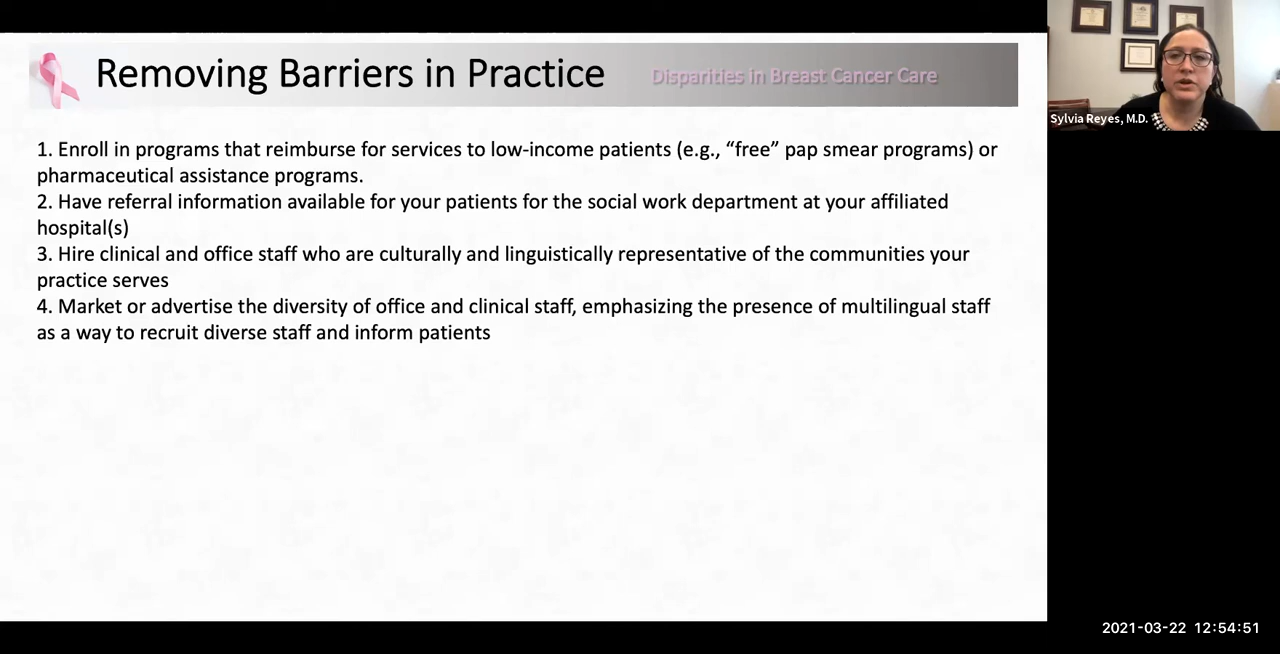 Removing Barriers in Practice
Disparities in Breast Cancer Care
1. Enroll in programs that reimburse for services to low-income patients (e.g., “free” pap smear programs) or
pharmaceutical assistance programs.
2. Have referral information available for your patients for the social work department at your affiliated
hospital(s)
3. Hire clinical and office staff who are culturally and linguistically representative of the communities your
practice serves
4. Market or advertise the diversity of office and clinical staff, emphasizing the presence of multilingual staff
as a way to recruit diverse staff and inform patients
Sylvia Reyes, M.D.
2021-03-22 12:54:51